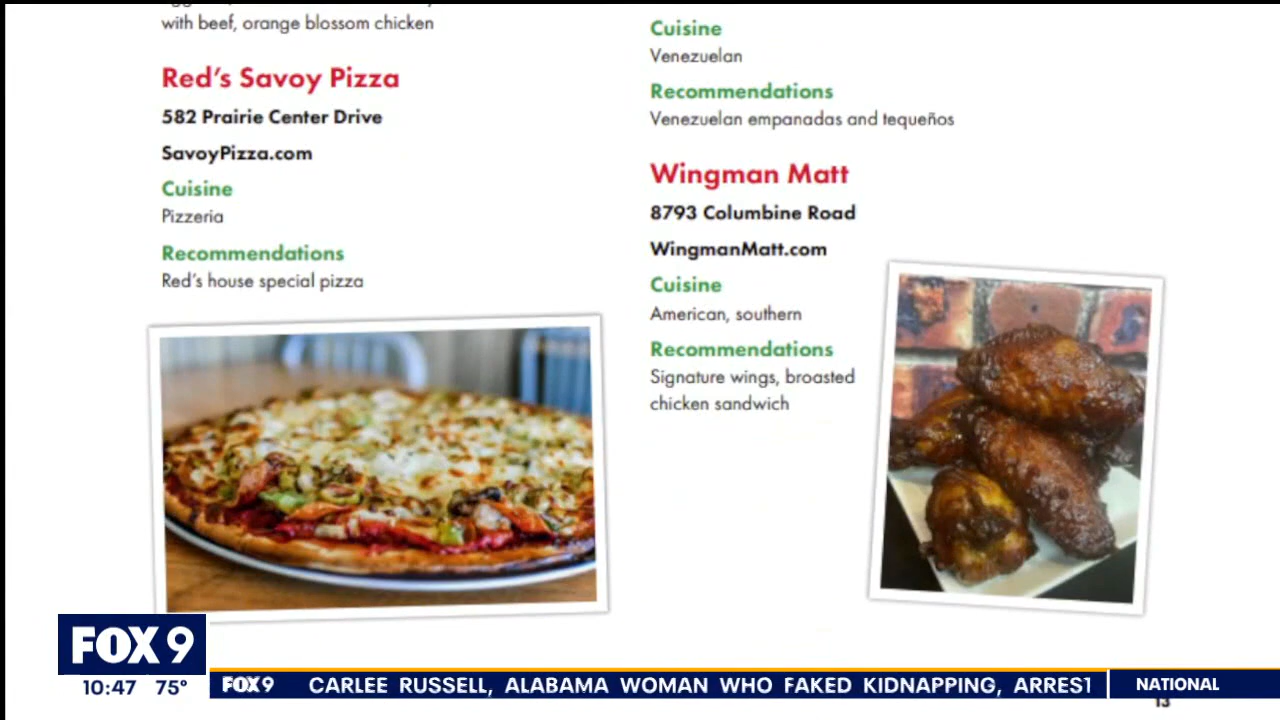 with beef, orange blossom chicken
Red's Savoy Pizza
582 Prairie Center Drive
SavoyPizza.com
Cuisine
Pizzeria
Recommendations
Red's house special pizza
Cuisine
Venezuelan
Recommendations
Venezuelan empanadas and tequeños
Wingman Matt
8793 Columbine Road
WingmanMatt.com
Cuisine
American, southern
Recommendations
Signature wings, broasted
chicken sandwich
FOX 9
10:47 75°
FOX 9 CARLEE RUSSELL, ALABAMA WOMAN WHO FAKED KIDNAPPING, ARREST
NATIONAL
13